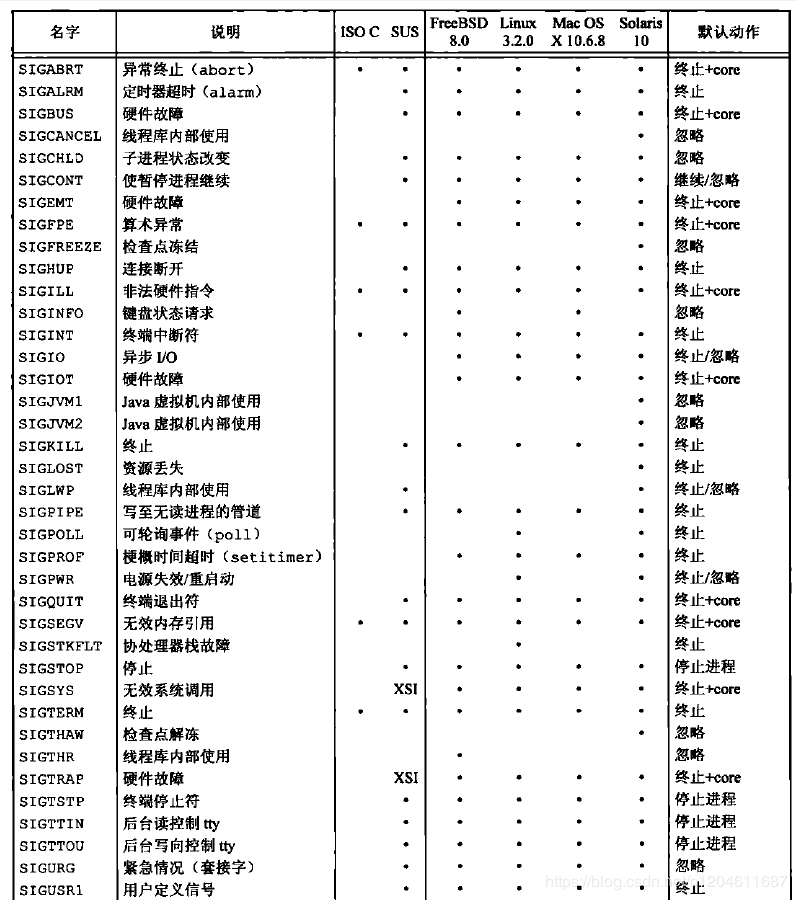 名字 说明 ISO C SUS FreeBSD 8.0 Linux 3.2.0 Mac OS X 10.6.8 Solaris 10 默认动作
SIGABRT 异常终止（abort） • • • • • • 终止+core
SIGALRM 定时器超时（alarm） • • • • • 终止
SIGBUS 硬件故障 • • • • • 终止+core
SIGCANCEL 线程库内部使用 • 忽略
SIGCHLD 子进程状态改变 • • • • • 忽略
SIGCONT 使暂停进程继续 • • • • • 继续/忽略
SIGEMT 硬件故障 • • • • 终止+core
SIGFPE 算术异常 • • • • • • 终止+core
SIGFREEZE 检查点冻结 • 忽略
SIGHUP 连接断开 • • • • • 终止
SIGILL 非法硬件指令 • • • • • • 终止+core
SIGINFO 键盘状态请求 • • 忽略
SIGINT 终端中断符 • • • • • • 终止
SIGIO 异步 I/O • • • • 终止/忽略
SIGIOT 硬件故障 • • • • 终止+core
SIGJVM1 Java 虚拟机内部使用 • 忽略
SIGJVM2 Java 虚拟机内部使用 • 忽略
SIGKILL 终止 • • • • • 终止
SIGLOST 资源丢失 • 终止
SIGLWP 线程库内部使用 • • 终止/忽略
SIGPIPE 写至无读进程的管道 • • • • • 终止
SIGPOLL 可轮询事件（poll） • • 终止
SIGPROF 梗概时间超时（setitimer） • • • • 终止
SIGPWR 电源失效/重启动 • • 终止/忽略
SIGQUIT 终端退出符 • • • • • 终止+core
SIGSEGV 无效内存引用 • • • • • • 终止+core
SIGSTKFLT 协处理器栈故障 • 终止
SIGSTOP 停止 • • • • • 停止进程
SIGSYS 无效系统调用 XSI • • • • 终止+core
SIGTERM 终止 • • • • • • 终止
SIGTHAW 检查点解冻 • 忽略
SIGTHR 线程库内部使用 • 忽略
SIGTRAP 硬件故障 XSI • • • • 终止+core
SIGTSTP 终端停止符 • • • • • 停止进程
SIGTTIN 后台读控制 tty • • • • • 停止进程
SIGTTOU 后台写向控制 tty • • • • • 停止进程
SIGURG 紧急情况（套接字） • • • • • 忽略
SIGUSR1 用户定义信号 • • • • • 终止